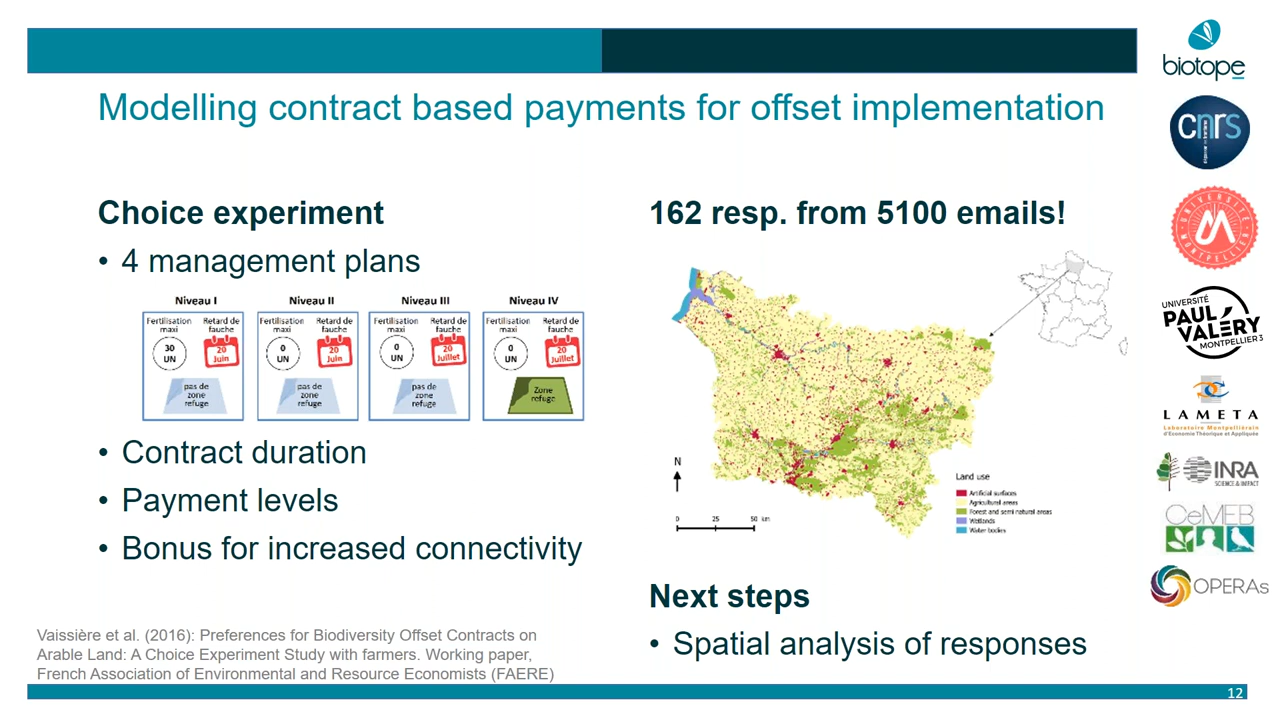 Modelling contract based payments for offset implementation
Choice experiment
• 4 management plans
Niveau I
Fertilisation maxi
Retard de fauche
30 UN
20 Juin
pas de zone refuge
Niveau II
Fertilisation maxi
Retard de fauche
0 UN
20 Juin
pas de zone refuge
Niveau III
Fertilisation maxi
Retard de fauche
0 UN
20 Juillet
pas de zone refuge
Niveau IV
Fertilisation maxi
Retard de fauche
0 UN
20 Juillet
Zone refuge
• Contract duration
• Payment levels
• Bonus for increased connectivity
Vaissière et al. (2016): Preferences for Biodiversity Offset Contracts on
Arable Land: A Choice Experiment Study with farmers. Working paper,
French Association of Environmental and Resource Economists (FAERE)
162 resp. from 5100 emails!
N
0 25 50 km
Land use
Artificial surfaces
Agricultural areas
Forest and semi natural areas
Wetlands
Water bodies
Next steps
• Spatial analysis of responses
biotope
cnrs
UNIVERSITÉ
MONTPELLIER
UNIVERSITÉ
PAUL
VALÉRY
MONTPELLIER 3
LAMETA
Laboratoire Montpelliérain
d'Economie Théorique et Appliquée
INRA
SCIENCE & IMPACT
CeMEB
OPERAs
12